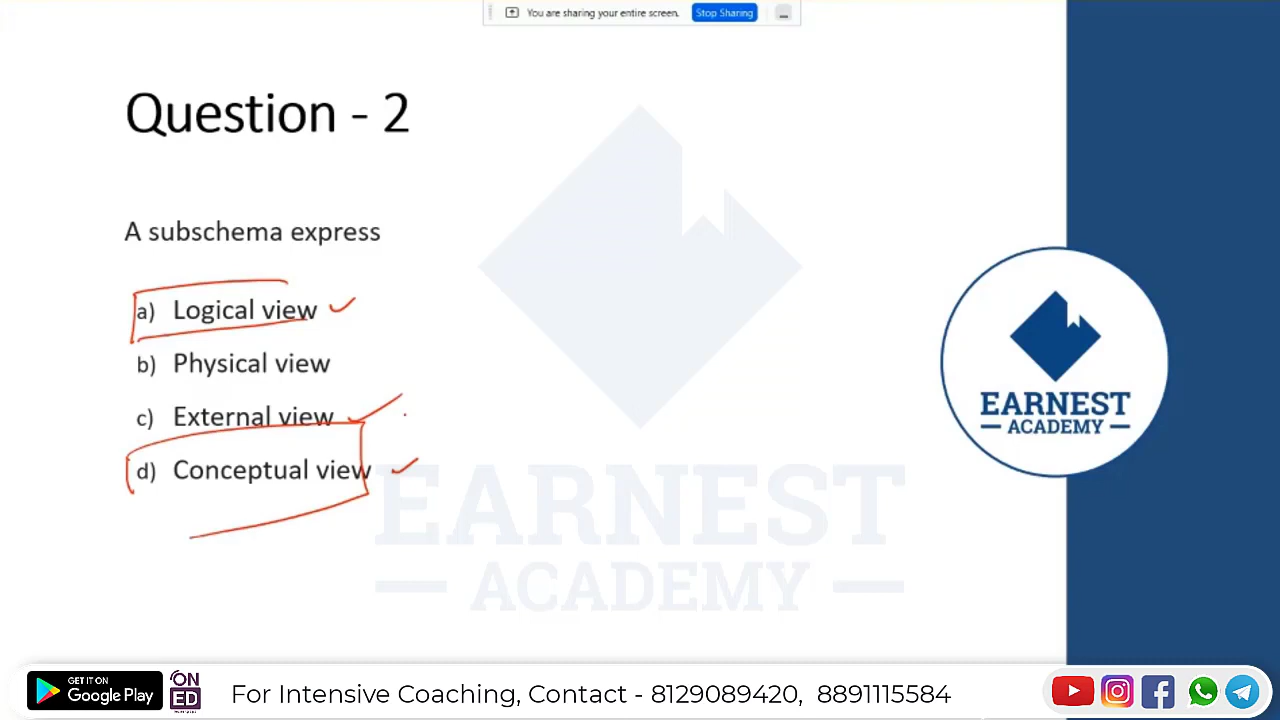 You are sharing your entire screen. Stop Sharing
Question - 2
A subschema express
a) Logical view
b) Physical view
c) External view
d) Conceptual view
EARNEST
ACADEMY
EARNEST
ACADEMY
GET IT ON
Google Play
ON
ED
For Intensive Coaching, Contact - 8129089420, 8891115584